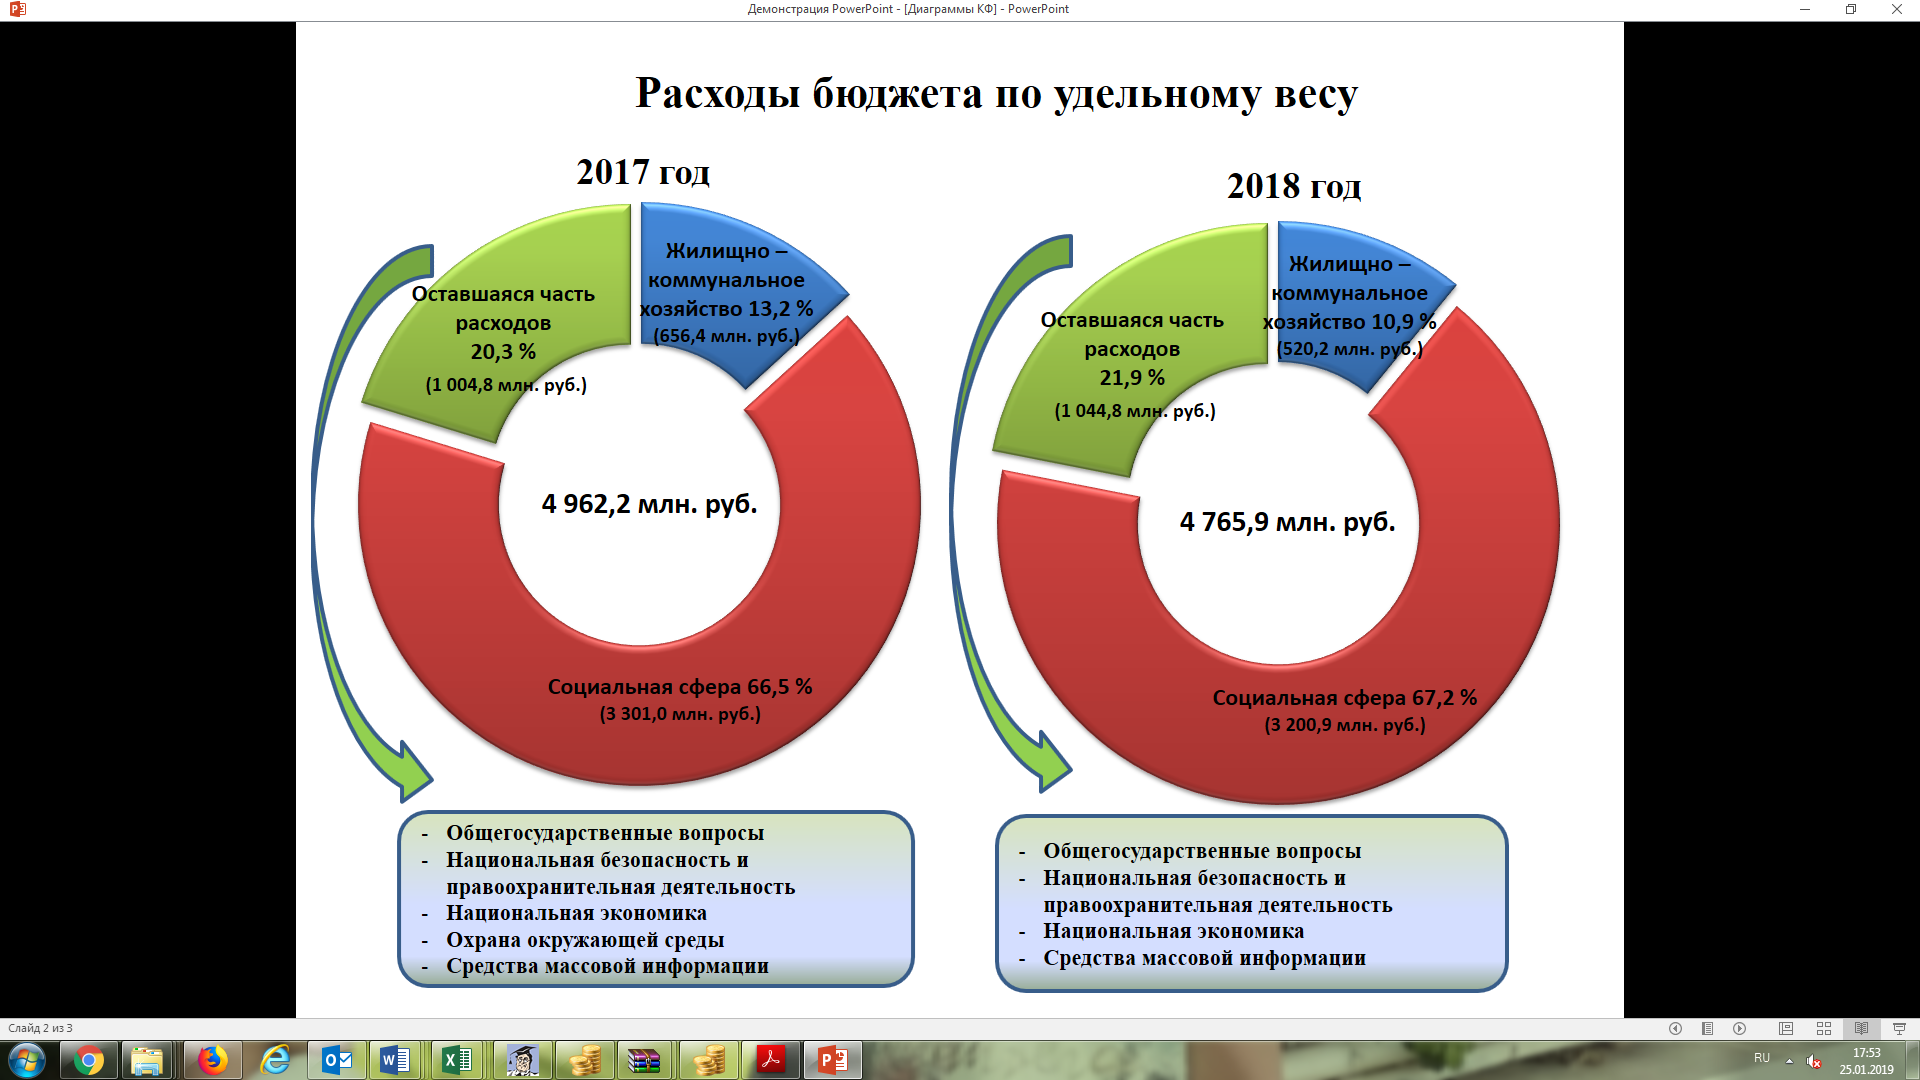 Демонстрация PowerPoint - [Диаграммы КФ] - PowerPoint
Расходы бюджета по удельному весу
2017 год
Жилищно –
коммунальное
хозяйство 13,2 %
(656,4 млн. руб.)
Оставшаяся часть
расходов
20,3 %
(1 004,8 млн. руб.)
4 962,2 млн. руб.
Социальная сфера 66,5 %
(3 301,0 млн. руб.)
- Общегосударственные вопросы
- Национальная безопасность и
правоохранительная деятельность
- Национальная экономика
- Охрана окружающей среды
- Средства массовой информации
2018 год
Жилищно –
коммунальное
хозяйство 10,9 %
(520,2 млн. руб.)
Оставшаяся часть
расходов
21,9 %
(1 044,8 млн. руб.)
4 765,9 млн. руб.
Социальная сфера 67,2 %
(3 200,9 млн. руб.)
- Общегосударственные вопросы
- Национальная безопасность и
правоохранительная деятельность
- Национальная экономика
- Средства массовой информации
Слайд 2 из 3
RU
17:53
25.01.2019